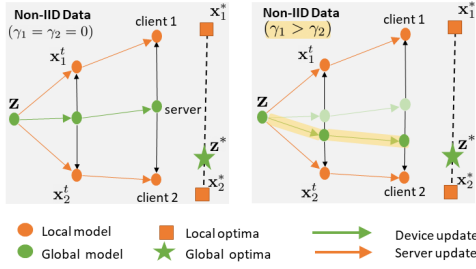 Non-IID Data
(γ₁ = γ₂ = 0)
client 1
x₁*
x₁ᵗ
z
server
z*
x₂*
x₂ᵗ
client 2
Non-IID Data
(γ₁ > γ₂)
client 1
x₁*
x₁ᵗ
z
z*
x₂*
x₂ᵗ
client 2
Local model
Local optima
Device update
Global model
Global optima
Server update